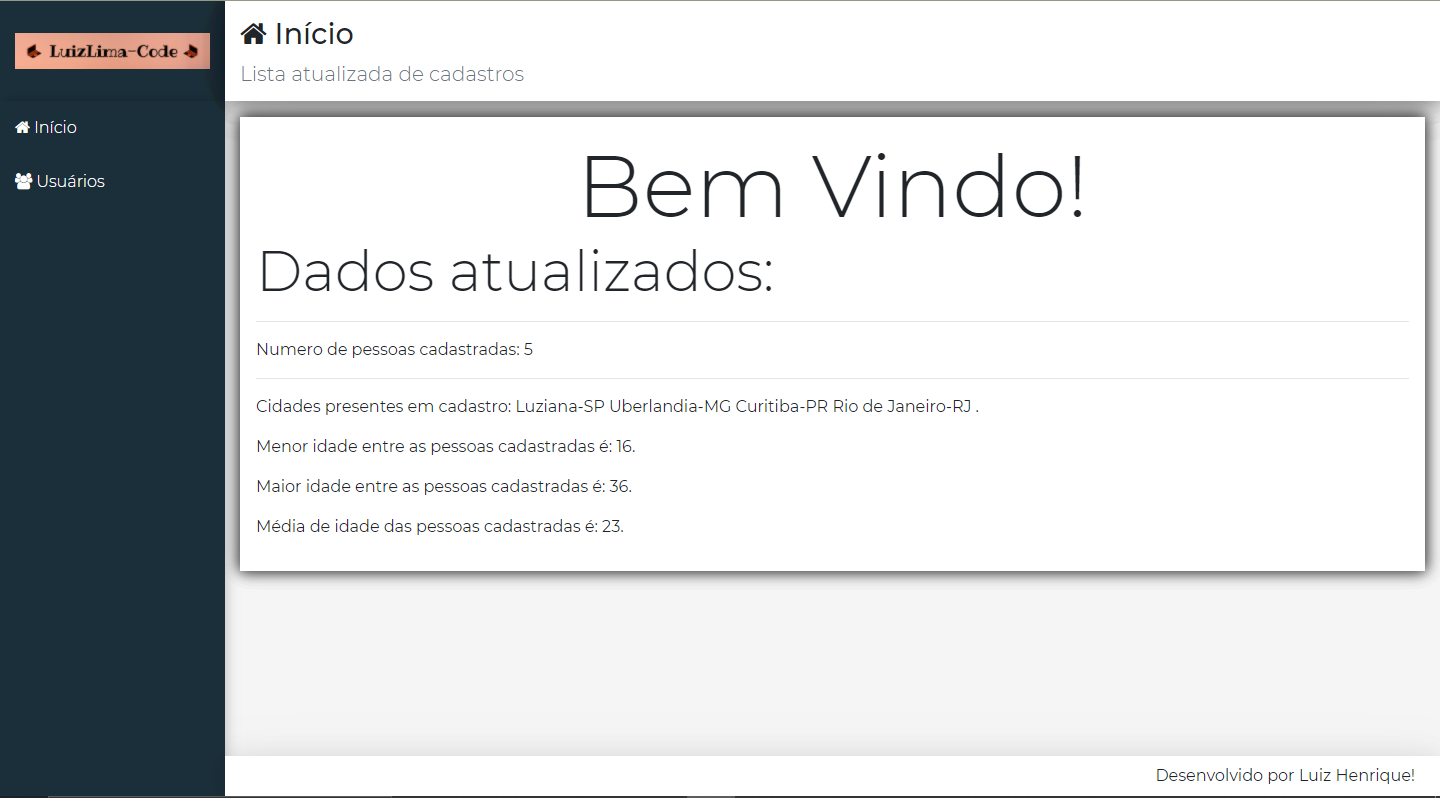 LuizLima-Code
Início
Usuários
Início
Lista atualizada de cadastros
Bem Vindo!
Dados atualizados:
Numero de pessoas cadastradas: 5
Cidades presentes em cadastro: Luziana-SP Uberlandia-MG Curitiba-PR Rio de Janeiro-RJ .
Menor idade entre as pessoas cadastradas é: 16.
Maior idade entre as pessoas cadastradas é: 36.
Média de idade das pessoas cadastradas é: 23.
Desenvolvido por Luiz Henrique!